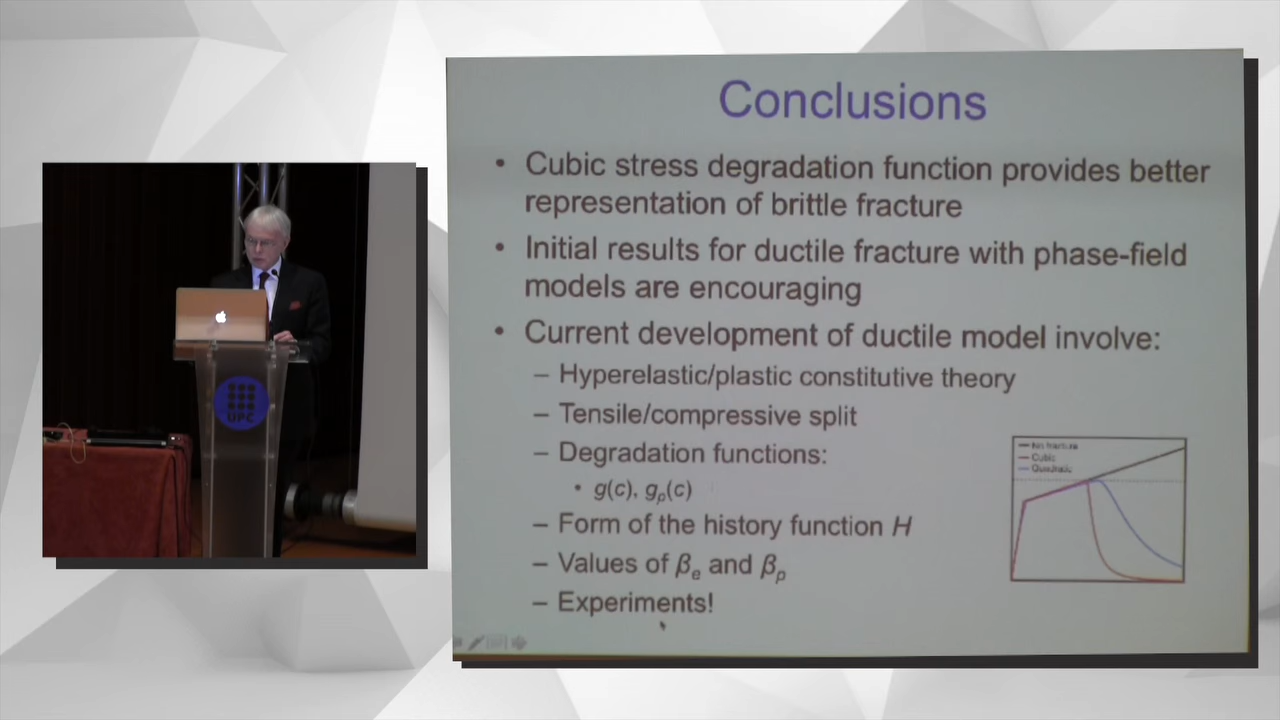 Conclusions
• Cubic stress degradation function provides better
representation of brittle fracture
• Initial results for ductile fracture with phase-field
models are encouraging
• Current development of ductile model involve:
– Hyperelastic/plastic constitutive theory
– Tensile/compressive split
– Degradation functions:
• g(c), gp(c)
– Form of the history function H
– Values of βe and βp
– Experiments!
No fracture
Cubic
Quadratic
UPC